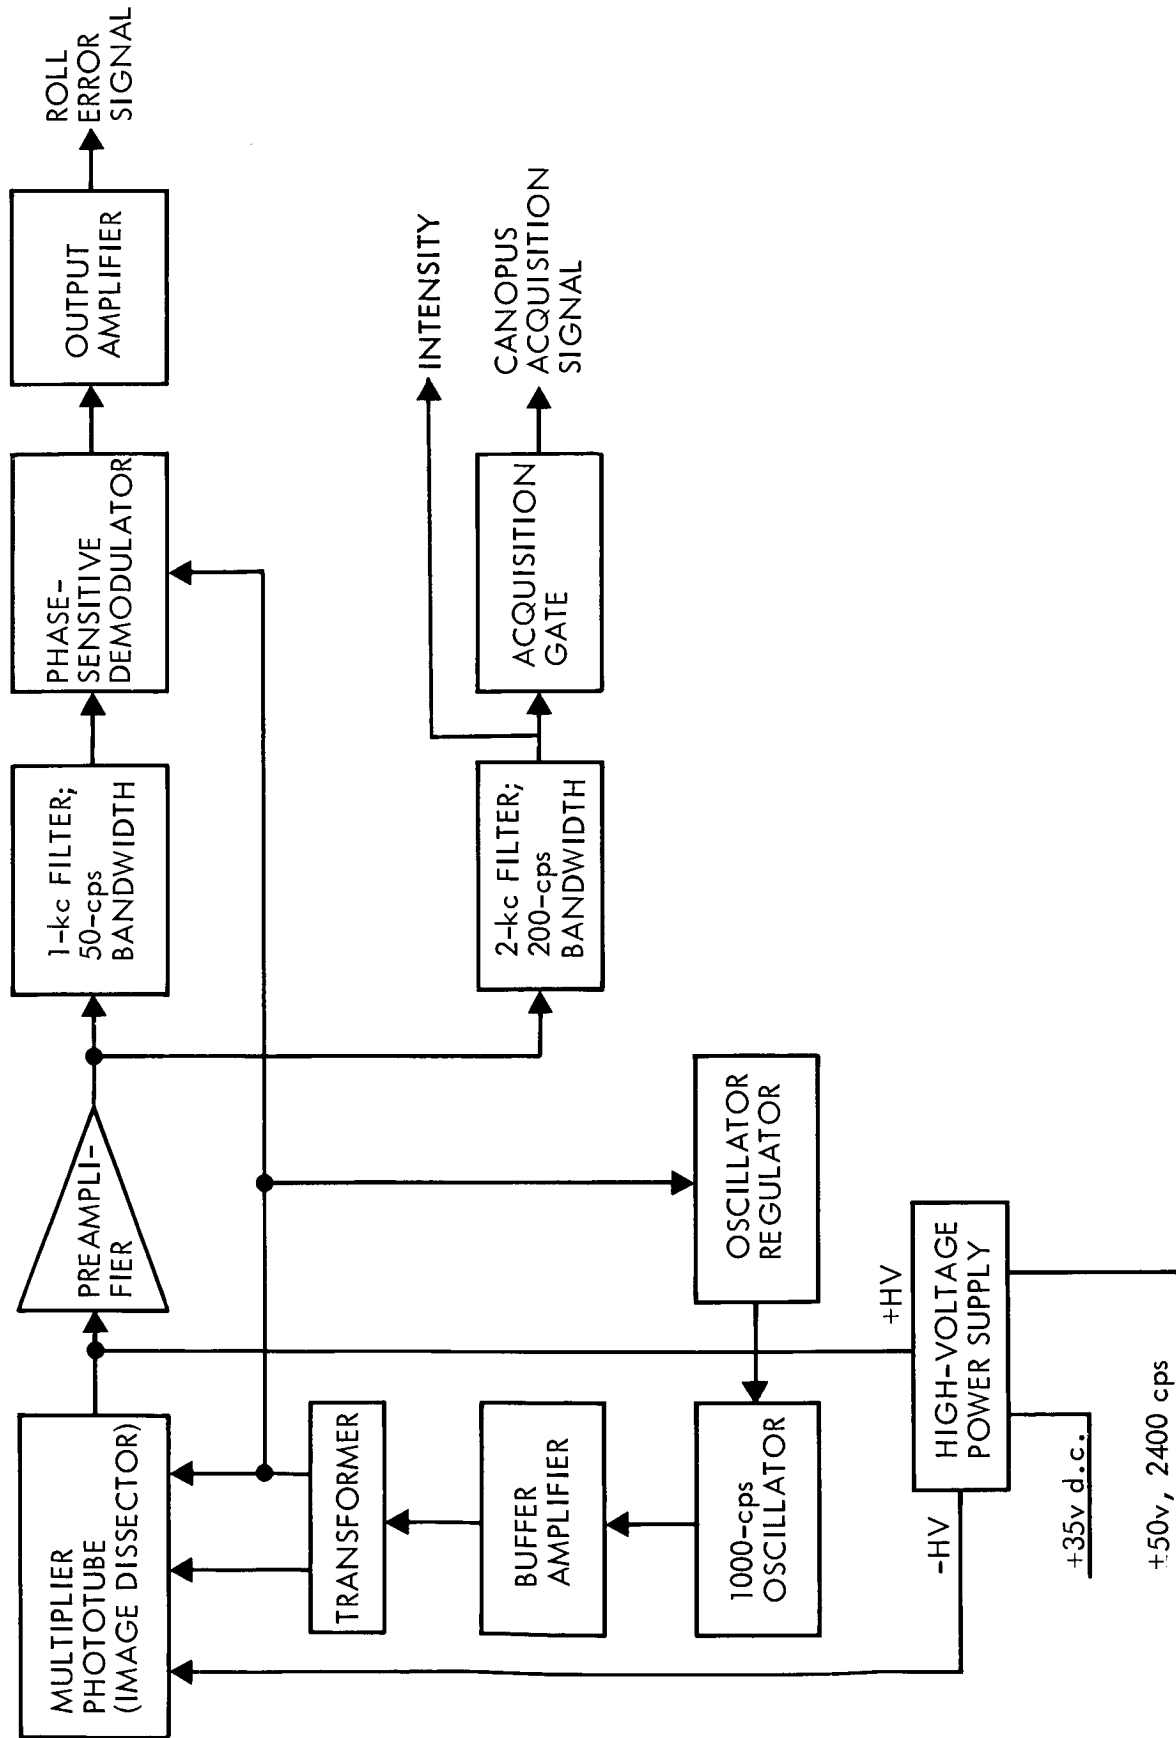 MULTIPLIER
PHOTOTUBE
(IMAGE DISSECTOR)
PREAMPLI-
FIER
1-kc FILTER;
50-cps
BANDWIDTH
PHASE-
SENSITIVE
DEMODULATOR
OUTPUT
AMPLIFIER
ROLL
ERROR
SIGNAL
TRANSFORMER
BUFFER
AMPLIFIER
1000-cps
OSCILLATOR
OSCILLATOR
REGULATOR
2-kc FILTER;
200-cps
BANDWIDTH
INTENSITY
ACQUISITION
GATE
CANOPUS
ACQUISITION
SIGNAL
-HV
+HV
HIGH-VOLTAGE
POWER SUPPLY
+35v d.c.
+50v, 2400 cps